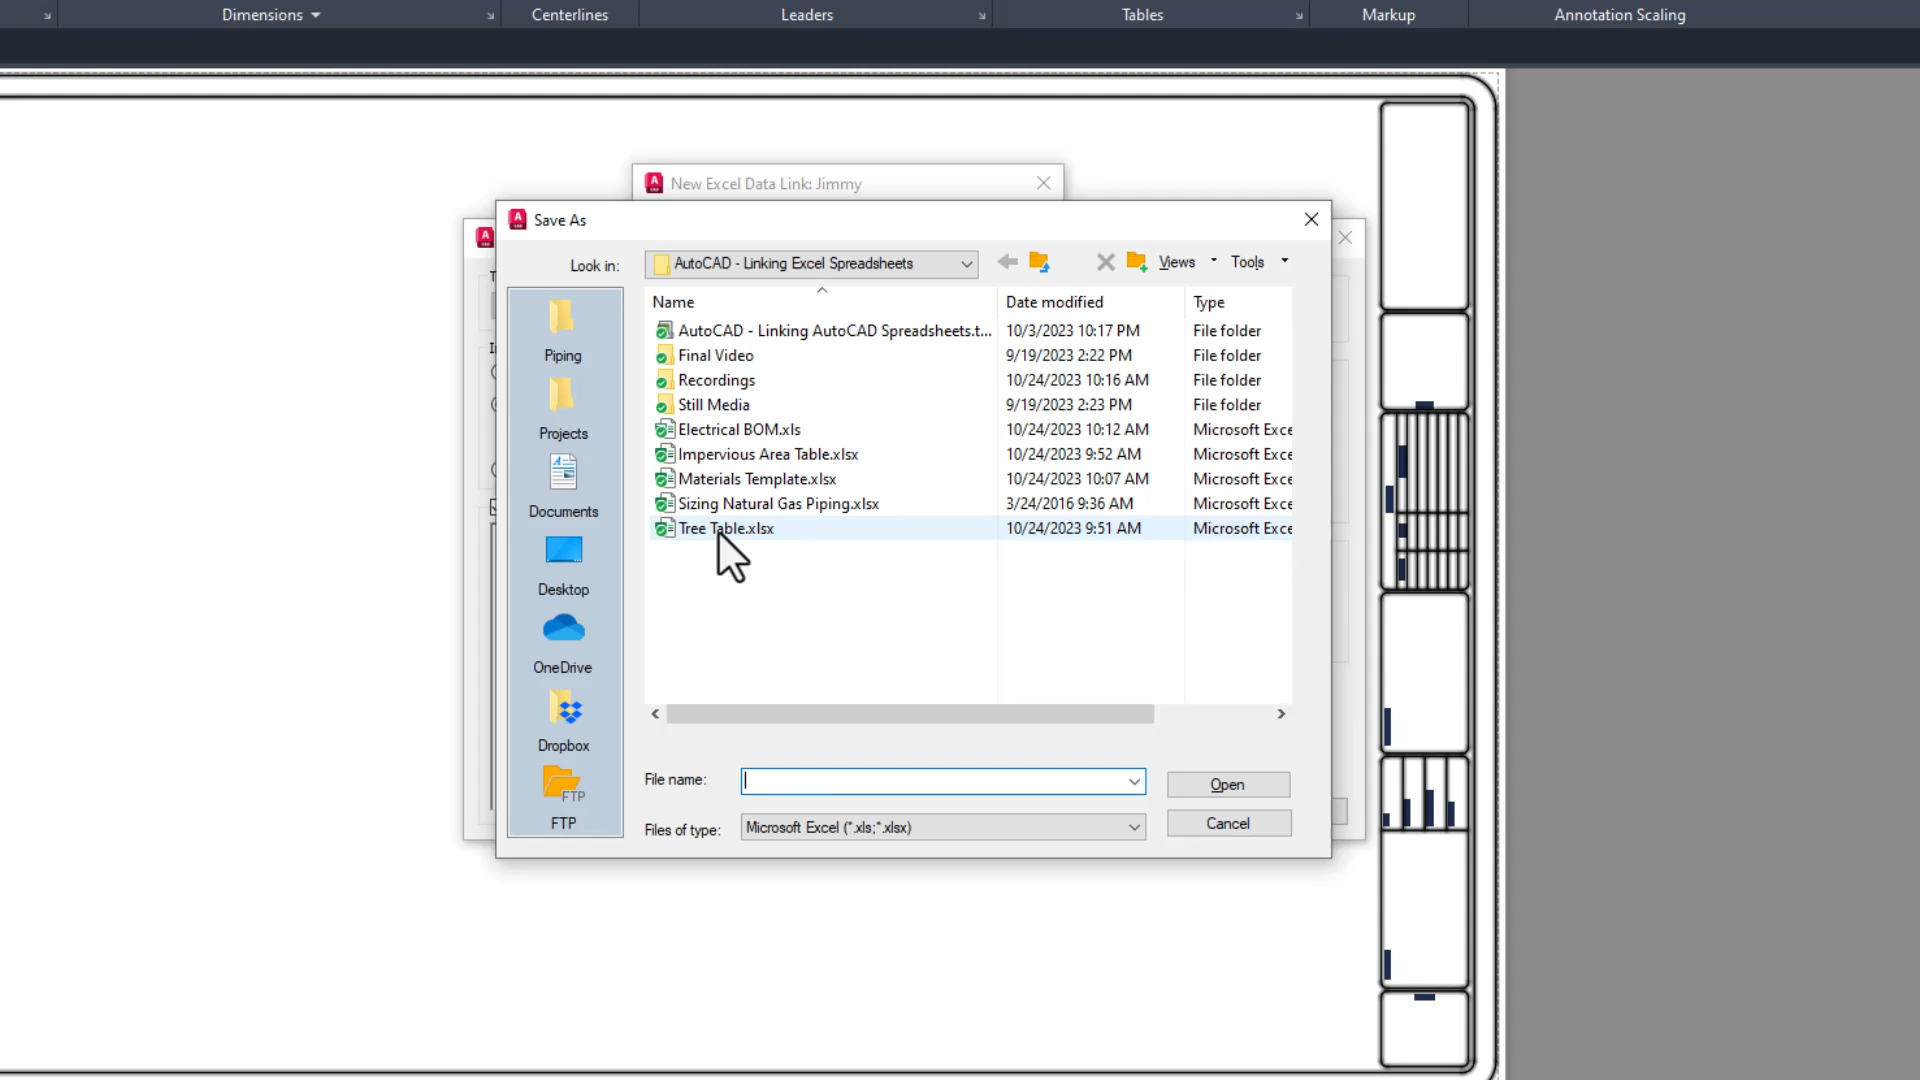 Dimensions
Centerlines
Leaders
Tables
Markup
Annotation Scaling
New Excel Data Link: Jimmy
Save As
Look in:
AutoCAD - Linking Excel Spreadsheets
Views
Tools
Name
Date modified
Type
AutoCAD - Linking AutoCAD Spreadsheets.t... 10/3/2023 10:17 PM File folder
Final Video 9/19/2023 2:22 PM File folder
Recordings 10/24/2023 10:16 AM File folder
Still Media 9/19/2023 2:23 PM File folder
Electrical BOM.xls 10/24/2023 10:12 AM Microsoft Exce
Impervious Area Table.xlsx 10/24/2023 9:52 AM Microsoft Exce
Materials Template.xlsx 10/24/2023 10:07 AM Microsoft Exce
Sizing Natural Gas Piping.xlsx 3/24/2016 9:36 AM Microsoft Exce
Tree Table.xlsx 10/24/2023 9:51 AM Microsoft Exce
Piping
Projects
Documents
Desktop
OneDrive
Dropbox
FTP
FTP
File name:
Open
Files of type:
Microsoft Excel (*.xls;*.xlsx)
Cancel